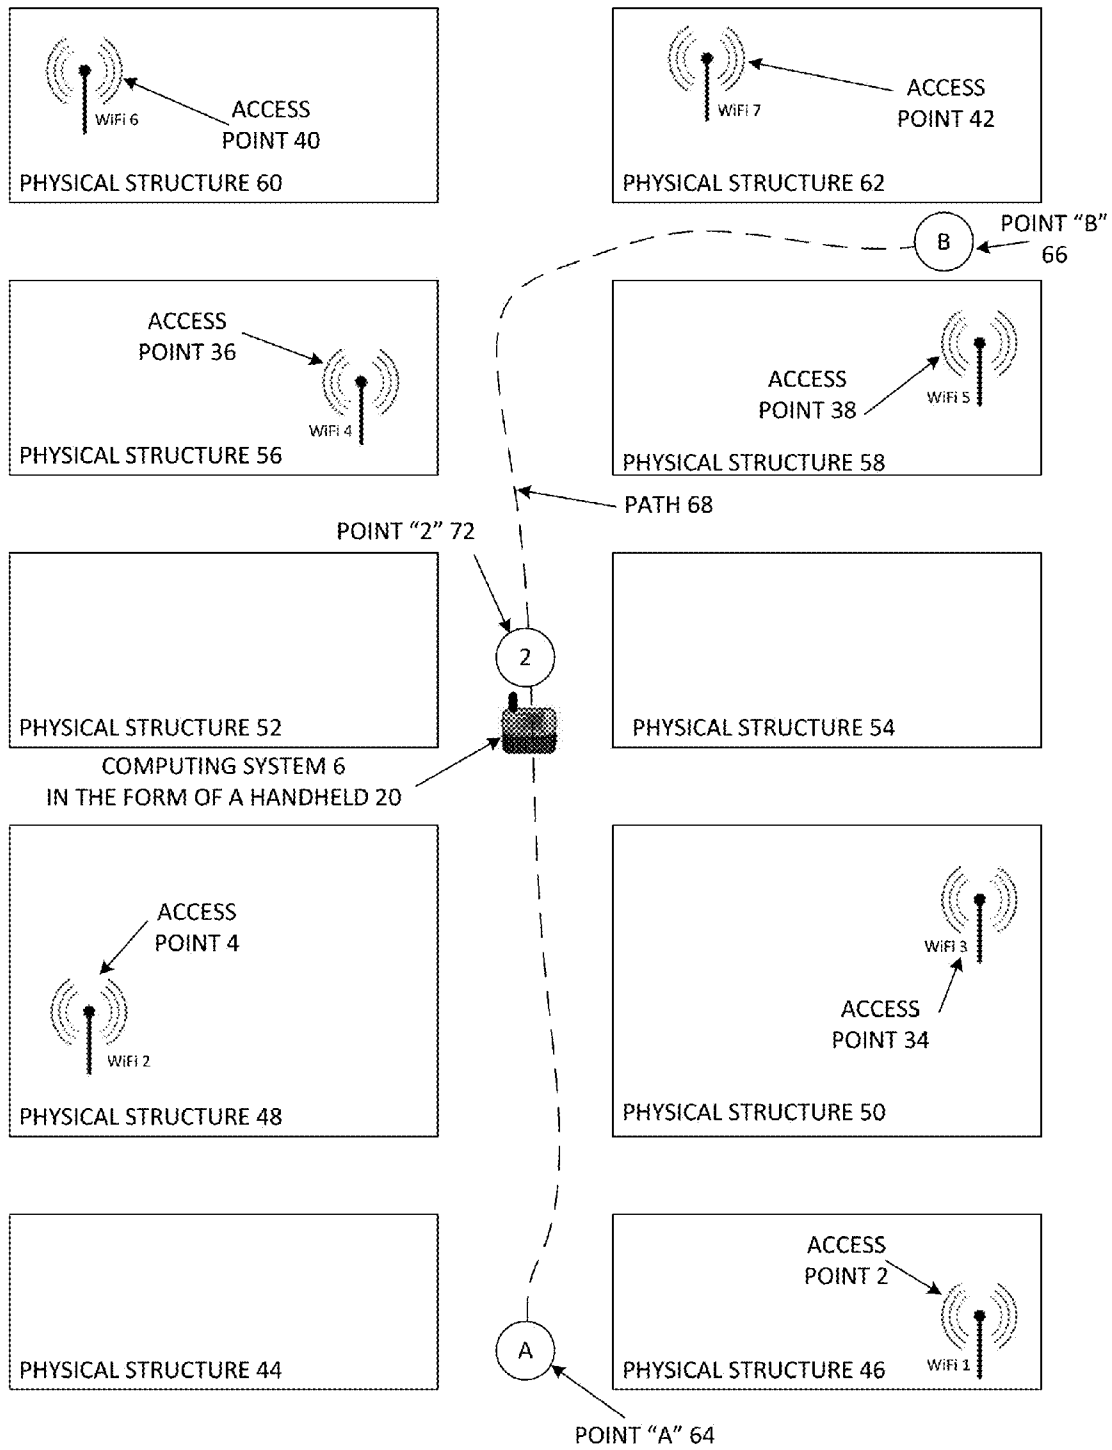 WiFi 6
ACCESS
POINT 40
PHYSICAL STRUCTURE 60
WiFi 7
ACCESS
POINT 42
PHYSICAL STRUCTURE 62
B
POINT “B”
66
ACCESS
POINT 36
WiFi 4
PHYSICAL STRUCTURE 56
ACCESS
POINT 38
WiFi 5
PHYSICAL STRUCTURE 58
PATH 68
POINT “2” 72
2
PHYSICAL STRUCTURE 52
PHYSICAL STRUCTURE 54
COMPUTING SYSTEM 6
IN THE FORM OF A HANDHELD 20
ACCESS
POINT 4
WiFi 2
PHYSICAL STRUCTURE 48
WiFi 3
ACCESS
POINT 34
PHYSICAL STRUCTURE 50
PHYSICAL STRUCTURE 44
A
ACCESS
POINT 2
WiFi 1
PHYSICAL STRUCTURE 46
POINT “A” 64